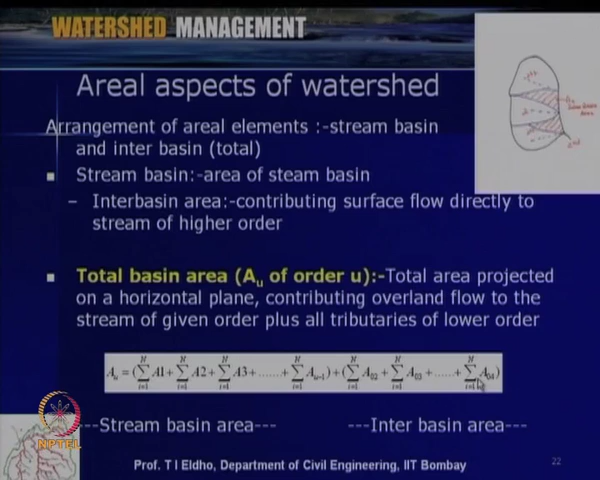 WATERSHED MANAGEMENT
Areal aspects of watershed
Arrangement of areal elements :-stream basin
and inter basin (total)
Stream basin:-area of steam basin
– Interbasin area:-contributing surface flow directly to
stream of higher order
Total basin area (Au of order u):-Total area projected
on a horizontal plane, contributing overland flow to the
stream of given order plus all tributaries of lower order
---Stream basin area---
---Inter basin area---
NPTEL
Prof. T I Eldho, Department of Civil Engineering, IIT Bombay
22